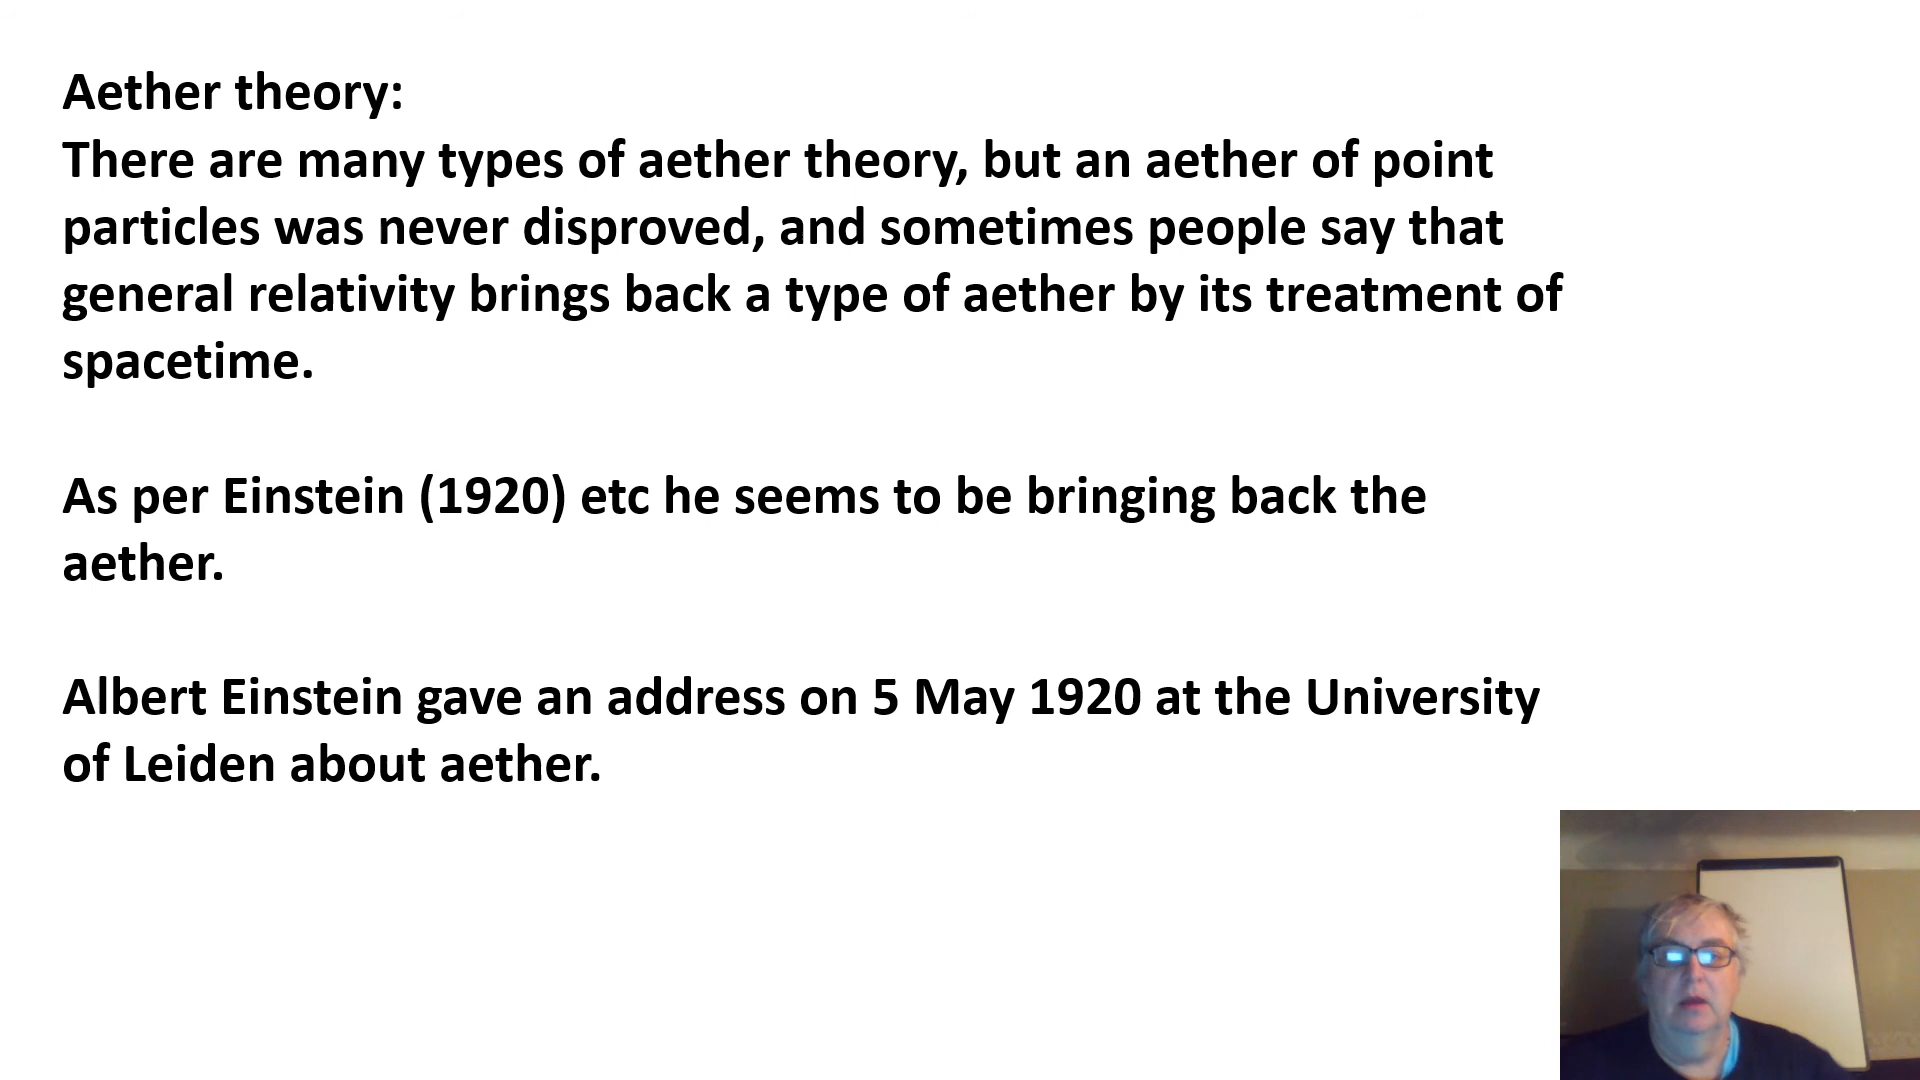 Aether theory:
There are many types of aether theory, but an aether of point
particles was never disproved, and sometimes people say that
general relativity brings back a type of aether by its treatment of
spacetime.
As per Einstein (1920) etc he seems to be bringing back the
aether.
Albert Einstein gave an address on 5 May 1920 at the University
of Leiden about aether.